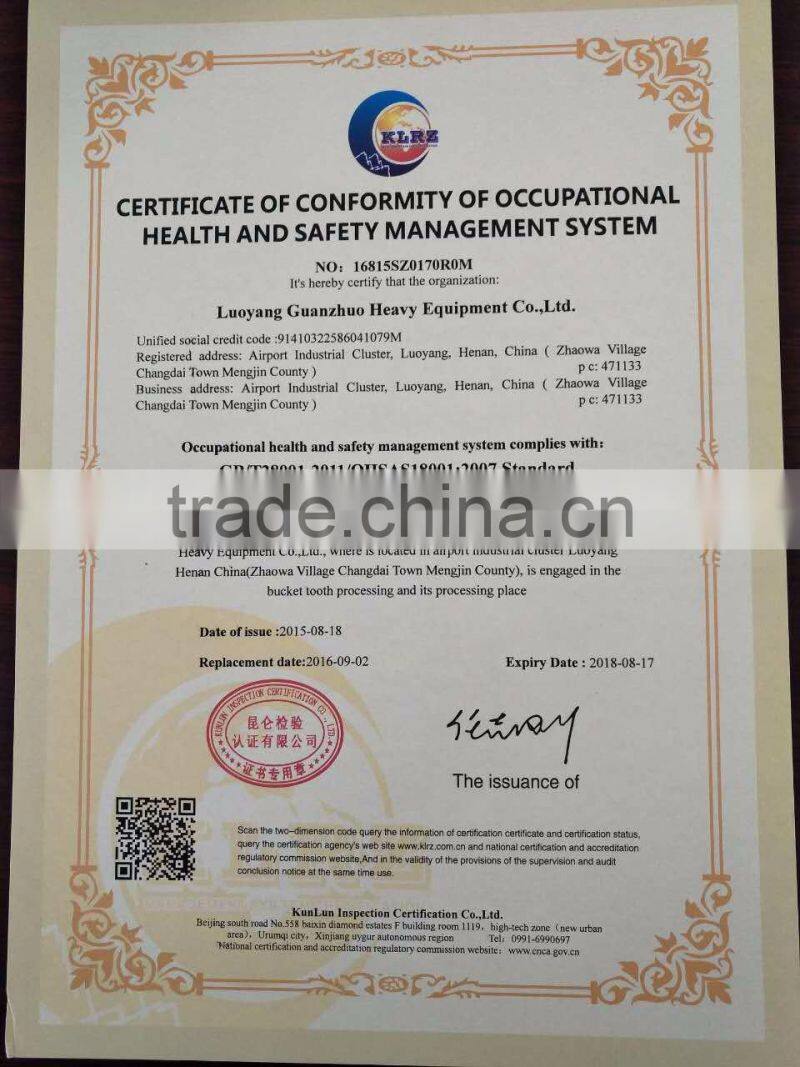 KLRZ
CERTIFICATE OF CONFORMITY OF OCCUPATIONAL
HEALTH AND SAFETY MANAGEMENT SYSTEM
NO: 16815SZ0170R0M
It's hereby certify that the organization:
Luoyang Guanzhuo Heavy Equipment Co.,Ltd.
Unified social credit code :91410322586041079M
Registered address: Airport Industrial Cluster, Luoyang, Henan, China ( Zhaowa Village
Changdai Town Mengjin County ) p c: 471133
Business address: Airport Industrial Cluster, Luoyang, Henan, China ( Zhaowa Village
Changdai Town Mengjin County ) p c: 471133
Occupational health and safety management system complies with:
GB/T28001-2011/OHSAS18001:2007 Standard
trade.china.cn
Heavy Equipment Co.,Ltd., where is located in airport industrial cluster Luoyang
Henan China(Zhaowa Village Changdai Town Mengjin County), is engaged in the
bucket tooth processing and its processing place
Date of issue :2015-08-18
Replacement date:2016-09-02 Expiry Date : 2018-08-17
KUNLUN INSPECTION CERTIFICATION CO., LTD
昆仑检验
认证有限公司
证书专用章
The issuance of
Scan the two-dimension code query the information of certification certificate and certification status,
query the certification agency's web site www.klrz.com.cn and national certification and accreditation
regulatory commission website,And in the validity of the provisions of the supervision and audit
conclusion notice at the same time use.
KunLun Inspection Certification Co.,Ltd.
Beijing south road No.558 baixin diamond estates F building room 1119, high-tech zone (new urban
area), Urumqi city, Xinjiang uygur autonomous region Tel: 0991-6990697
National certification and accreditation regulatory commission website: www.cnca.gov.cn